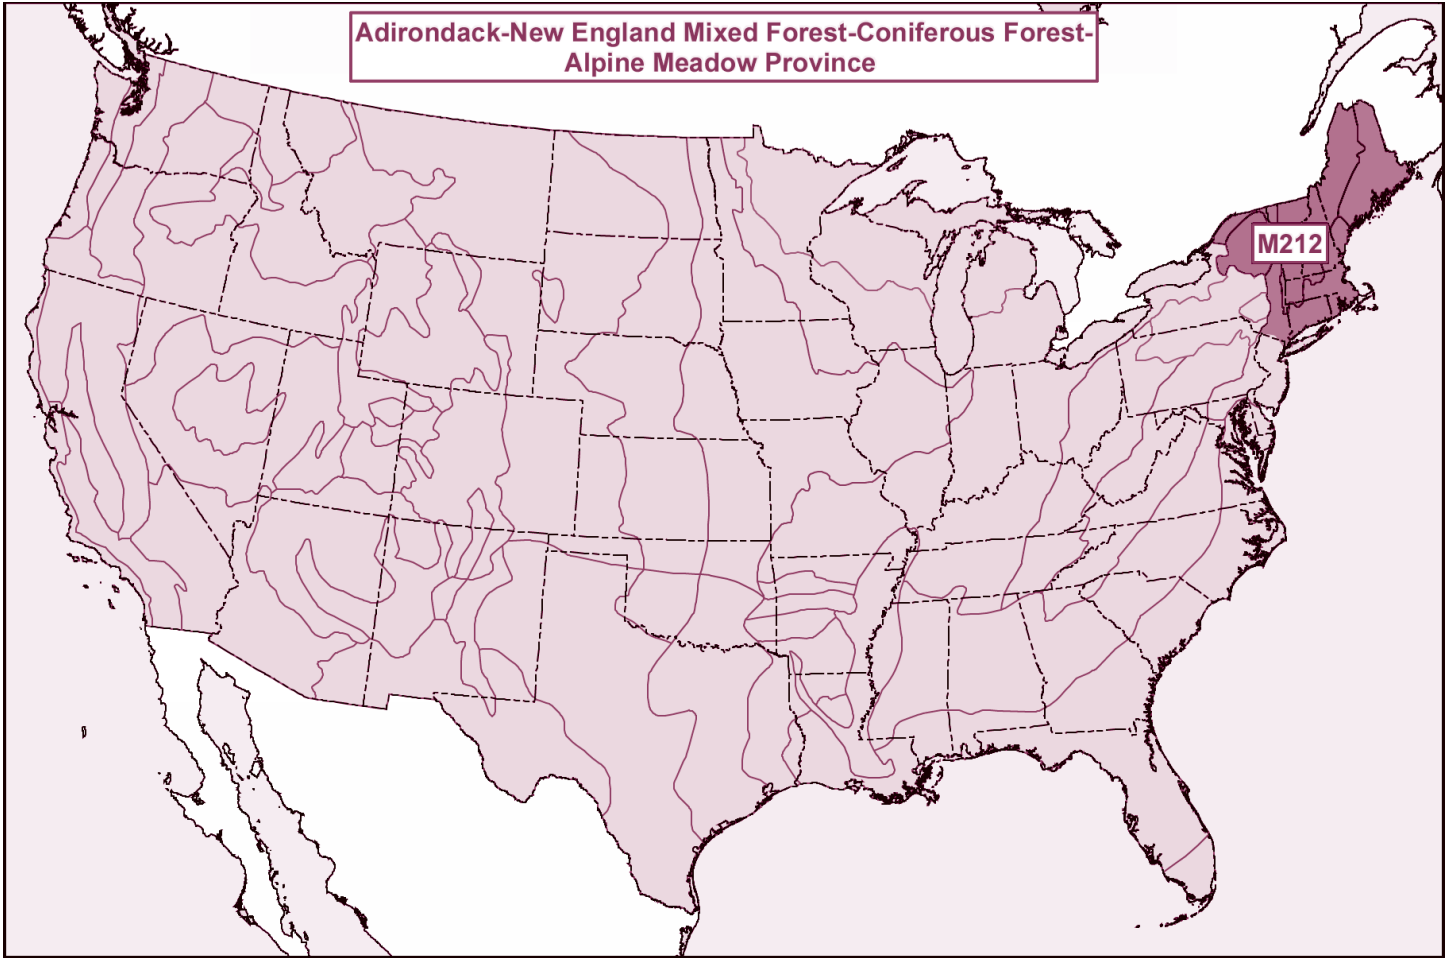 Adirondack-New England Mixed Forest-Coniferous Forest-
Alpine Meadow Province
M212